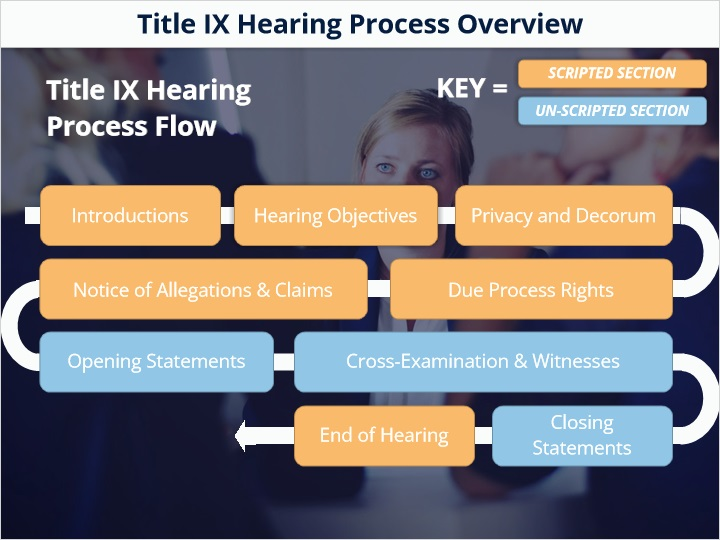 Title IX Hearing Process Overview
Title IX Hearing
Process Flow
KEY =
SCRIPTED SECTION
UN-SCRIPTED SECTION
Introductions
Hearing Objectives
Privacy and Decorum
Notice of Allegations & Claims
Due Process Rights
Opening Statements
Cross-Examination & Witnesses
End of Hearing
Closing
Statements